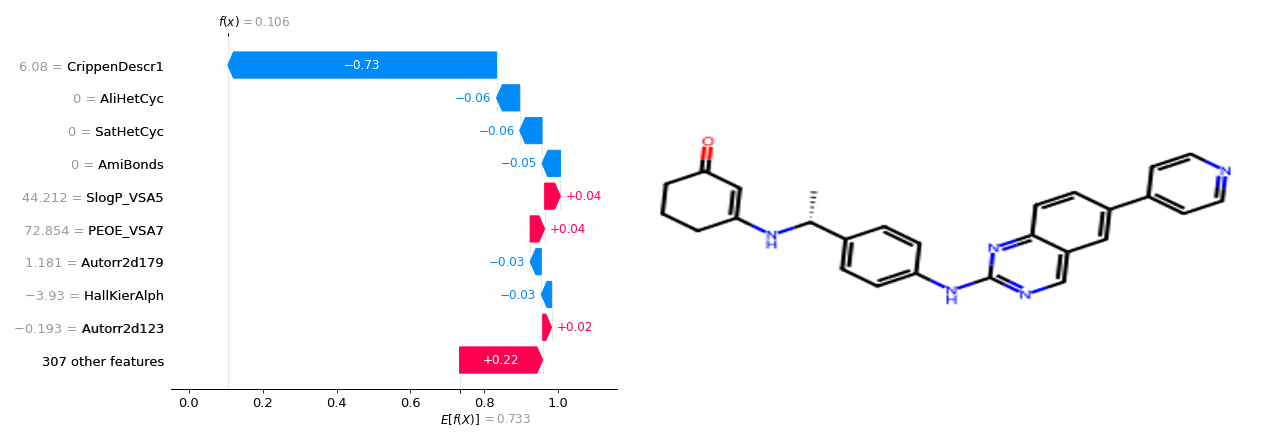 f(x) = 0.106
6.08 = CrippenDescr1
−0.73
0 = AliHetCyc
−0.06
0 = SatHetCyc
−0.06
0 = AmiBonds
−0.05
44.212 = SlogP_VSA5
+0.04
72.854 = PEOE_VSA7
+0.04
1.181 = Autorr2d179
−0.03
−3.93 = HallKierAlph
−0.03
−0.193 = Autorr2d123
+0.02
307 other features
+0.22
0.0 0.2 0.4 0.6 0.8 1.0
E[f(X)] = 0.733
O
N
H
N
H
N
N
N